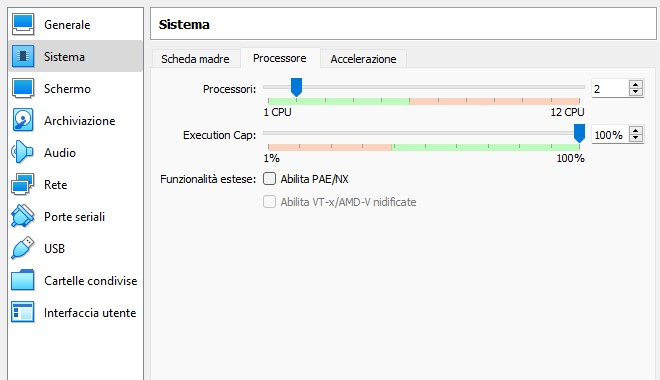 Generale
Sistema
Schermo
Archiviazione
Audio
Rete
Porte seriali
USB
Cartelle condivise
Interfaccia utente
Sistema
Scheda madre Processore Accelerazione
Processori: 2
1 CPU 12 CPU
Execution Cap: 100%
1% 100%
Funzionalità estese: Abilita PAE/NX
Abilita VT-x/AMD-V nidificate